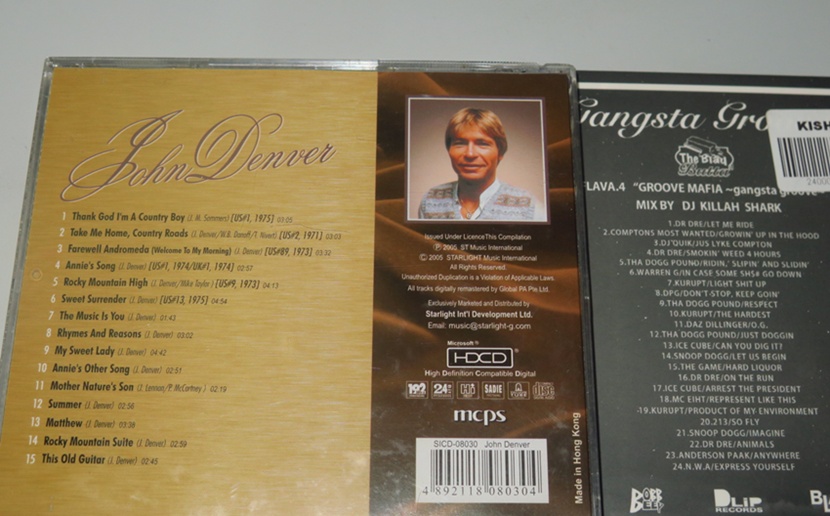 John Denver
1 Thank God I'm A Country Boy (J. M. Sommers) [US#1, 1975] 03:05
2 Take Me Home, Country Roads (J. Denver/W.B. Danoff/T. Nivert) [US#2, 1971] 03:03
3 Farewell Andromeda (Welcome To My Morning) (J. Denver) [US#89, 1973] 03:32
4 Annie's Song (J. Denver) [US#1, 1974/UK#1, 1974] 02:57
5 Rocky Mountain High (J. Denver/Mike Taylor) [US#9, 1973] 04:13
6 Sweet Surrender (J. Denver) [US#13, 1975] 04:54
7 The Music Is You (J. Denver) 01:43
8 Rhymes And Reasons (J. Denver) 03:02
9 My Sweet Lady (J. Denver) 04:42
10 Annie's Other Song (J. Denver) 02:51
11 Mother Nature's Son (J. Lennon/P. McCartney) 02:19
12 Summer (J. Denver) 02:56
13 Matthew (J. Denver) 03:38
14 Rocky Mountain Suite (J. Denver) 02:59
15 This Old Guitar (J. Denver) 02:45
Issued Under LicenceThis Compilation
℗ 2005 ST Music International
© 2005 STARLIGHT Music International
All Rights Reserved.
Unauthorized Duplication is a Violation of Applicable Laws.
All tracks digitally remastered by Global PA Pte Ltd.
Exclusively Marketed and Distributed by
Starlight Int'l Development Ltd.
Email: music@starlight-g.com
Microsoft®
HDCD
High Definition Compatible Digital
192 24 SADiE
mcps
SICD-08030 John Denver
4 892118 080304
Made in Hong Kong
Gangsta Gro
KISH
The Bing
FLAVA.4 "GROOVE MAFIA ~gangsta groove~
MIX BY DJ KILLAH SHARK
1.DR DRE/LET ME RIDE
2.COMPTONS MOST WANTED/GROWIN' UP IN THE HOOD
3.DJ QUIK/JUS LYKE COMPTON
4.DR DRE/SMOKIN' WEED 4 HOURS
5.THA DOGG POUND/RIDIN,' SLIPIN' AND SLIDIN'
6.WARREN G/IN CASE SOME SHS# GO DOWN
7.KURUPT/LIGHT SHIT UP
8.DPG/DON'T-STOP, KEEP GOIN'
9.THA DOGG POUND/RESPECT
10.KURUPT/THE HARDEST
11.DAZ DILLINGER/O.G.
12.THA DOGG POUND/JUST DOGGIN
13.ICE CUBE/CAN YOU DIG IT?
14.SNOOP DOGG/LET US BEGIN
15.THE GAME/HARD LIQUOR
16.DR DRE/ON THE RUN
17.ICE CUBE/ARREST THE PRESIDENT
18.MC EIHT/REPRESENT LIKE THIS
19.KURUPT/PRODUCT OF MY ENVIRONMENT
20.213/SO FLY
21.SNOOP DOGG/IMAGINE
22.DR DRE/ANIMALS
23.ANDERSON PAAK/ANYWHERE
24.N.W.A/EXPRESS YOURSELF
DLiP
RECORDS